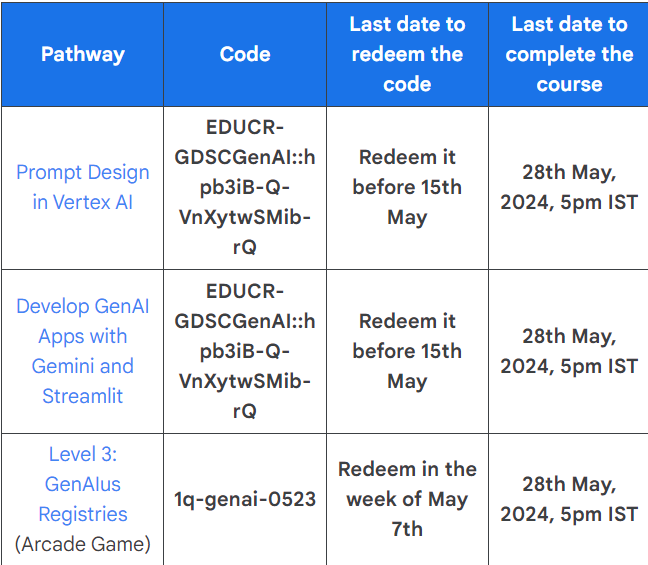 Pathway
Code
Last date to
redeem the
code
Last date to
complete the
course
Prompt Design
in Vertex AI
EDUCR-
GDSCGenAI::h
pb3iB-Q-
VnXytwSMib-
rQ
Redeem it
before 15th
May
28th May,
2024, 5pm IST
Develop GenAI
Apps with
Gemini and
Streamlit
EDUCR-
GDSCGenAI::h
pb3iB-Q-
VnXytwSMib-
rQ
Redeem it
before 15th
May
28th May,
2024, 5pm IST
Level 3:
GenAIus
Registries
(Arcade Game)
1q-genai-0523
Redeem in the
week of May
7th
28th May,
2024, 5pm IST